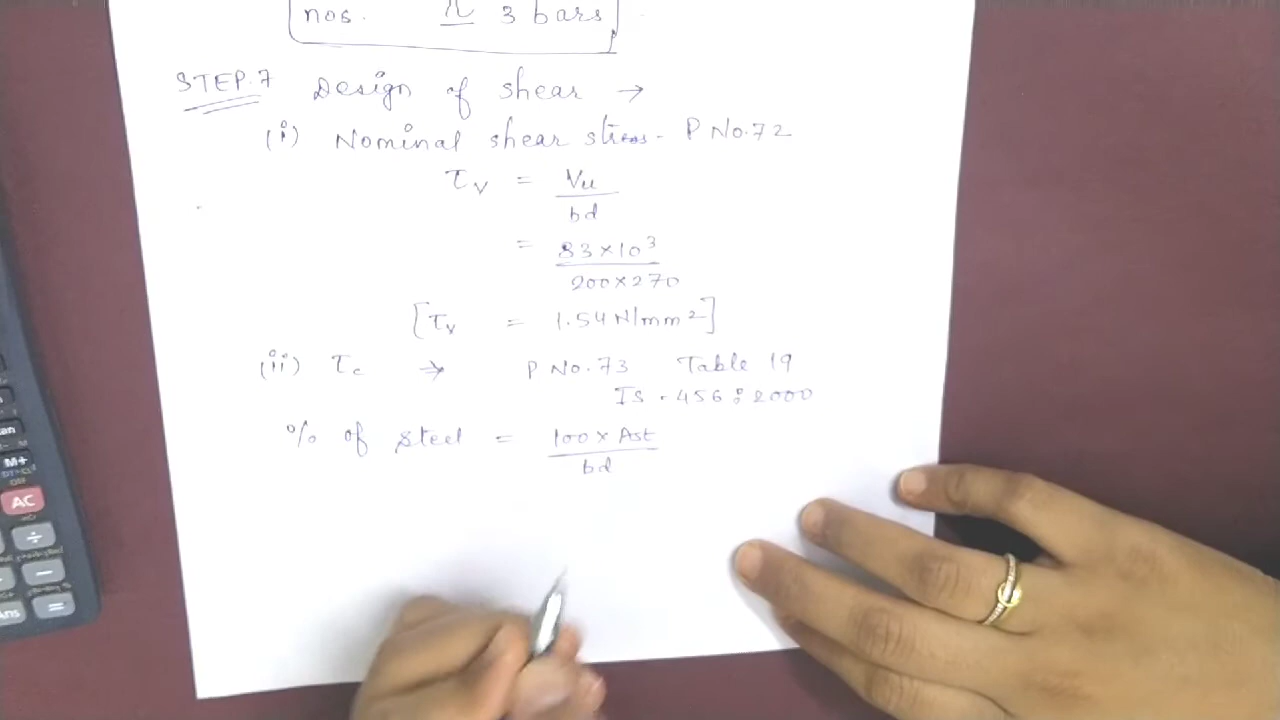 nos. ≃ 3 bars
STEP.7 Design of shear →
(i) Nominal shear stress - P No.72
τv = Vu / bd
= 83×10³ / 200×270
[τv = 1.54 N/mm²]
(ii) τc → P No.73 Table 19
IS - 456 : 2000
% of steel = 100 × Ast / bd
M+
AC
÷
−
Ans =